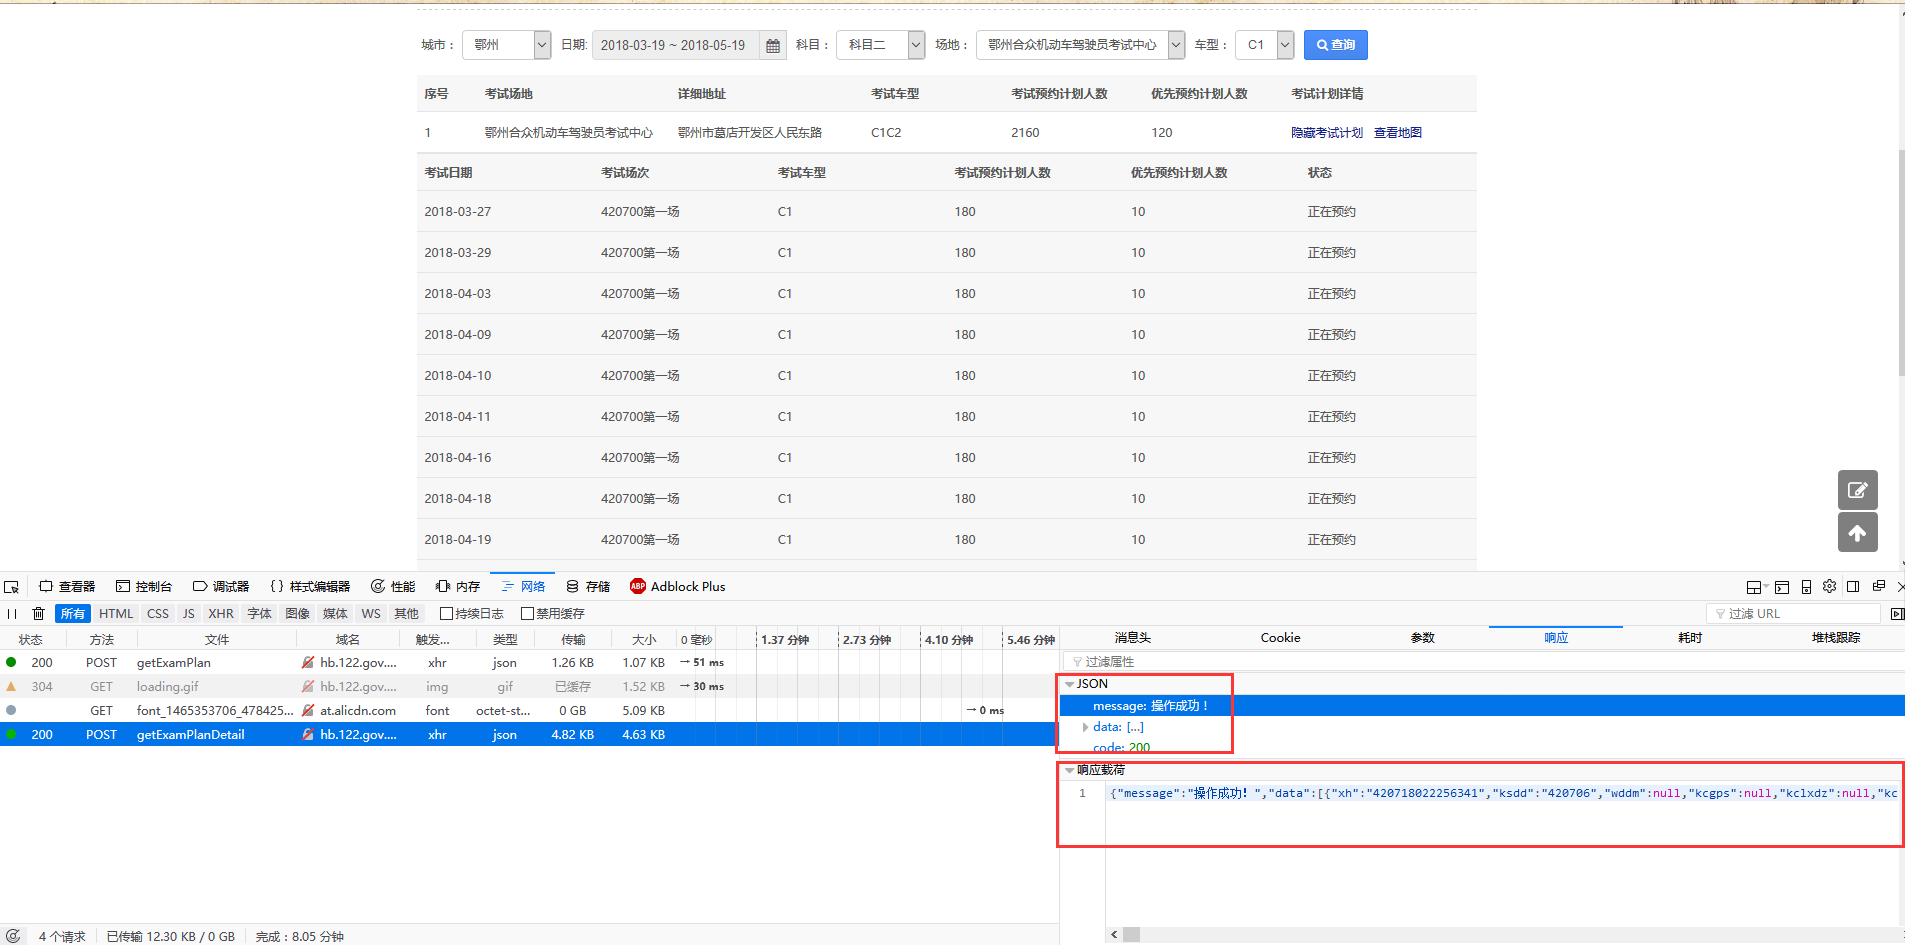 城市： 鄂州 日期: 2018-03-19 ~ 2018-05-19 科目： 科目二 场地： 鄂州合众机动车驾驶员考试中心 车型： C1 查询
序号 考试场地 详细地址 考试车型 考试预约计划人数 优先预约计划人数 考试计划详情
1 鄂州合众机动车驾驶员考试中心 鄂州市葛店开发区人民东路 C1C2 2160 120 隐藏考试计划 查看地图
考试日期 考试场次 考试车型 考试预约计划人数 优先预约计划人数 状态
2018-03-27 420700第一场 C1 180 10 正在预约
2018-03-29 420700第一场 C1 180 10 正在预约
2018-04-03 420700第一场 C1 180 10 正在预约
2018-04-09 420700第一场 C1 180 10 正在预约
2018-04-10 420700第一场 C1 180 10 正在预约
2018-04-11 420700第一场 C1 180 10 正在预约
2018-04-16 420700第一场 C1 180 10 正在预约
2018-04-18 420700第一场 C1 180 10 正在预约
2018-04-19 420700第一场 C1 180 10 正在预约
查看器 控制台 调试器 {} 样式编辑器 性能 内存 网络 存储 ABP Adblock Plus
所有 HTML CSS JS XHR 字体 图像 媒体 WS 其他 持续日志 禁用缓存 过滤 URL
状态 方法 文件 域名 触发... 类型 传输 大小 0 毫秒 1.37 分钟 2.73 分钟 4.10 分钟 5.46 分钟
200 POST getExamPlan hb.122.gov.... xhr json 1.26 KB 1.07 KB → 51 ms
304 GET loading.gif hb.122.gov.... img gif 已缓存 1.52 KB → 30 ms
GET font_1465353706_478425... at.alicdn.com font octet-st... 0 GB 5.09 KB → 0 ms
200 POST getExamPlanDetail hb.122.gov.... xhr json 4.82 KB 4.63 KB
消息头 Cookie 参数 响应 耗时 堆栈跟踪
过滤属性
JSON
message: 操作成功！
data: [...]
code: 200
响应载荷
1 {"message":"操作成功！","data":[{"xh":"420718022256341","ksdd":"420706","wddm":null,"kcgps":null,"kclxdz":null,"kc
4 个请求 已传输 12.30 KB / 0 GB 完成：8.05 分钟